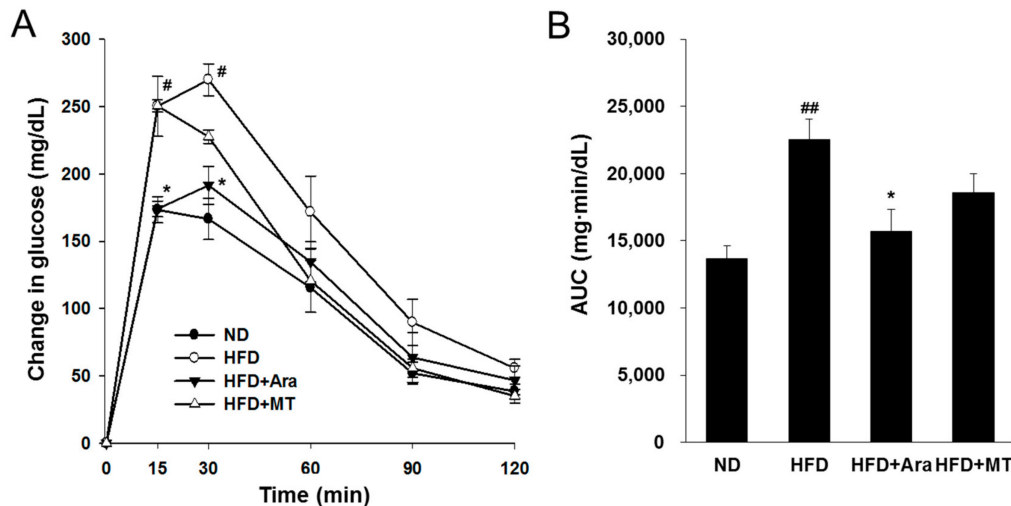 A
Change in glucose (mg/dL)
300
250
200
150
100
50
0
#
#
*
*
ND
HFD
HFD+Ara
HFD+MT
0 15 30 60 90 120
Time (min)
B
AUC (mg·min/dL)
30,000
25,000
20,000
15,000
10,000
5,000
0
##
*
ND HFD HFD+Ara HFD+MT